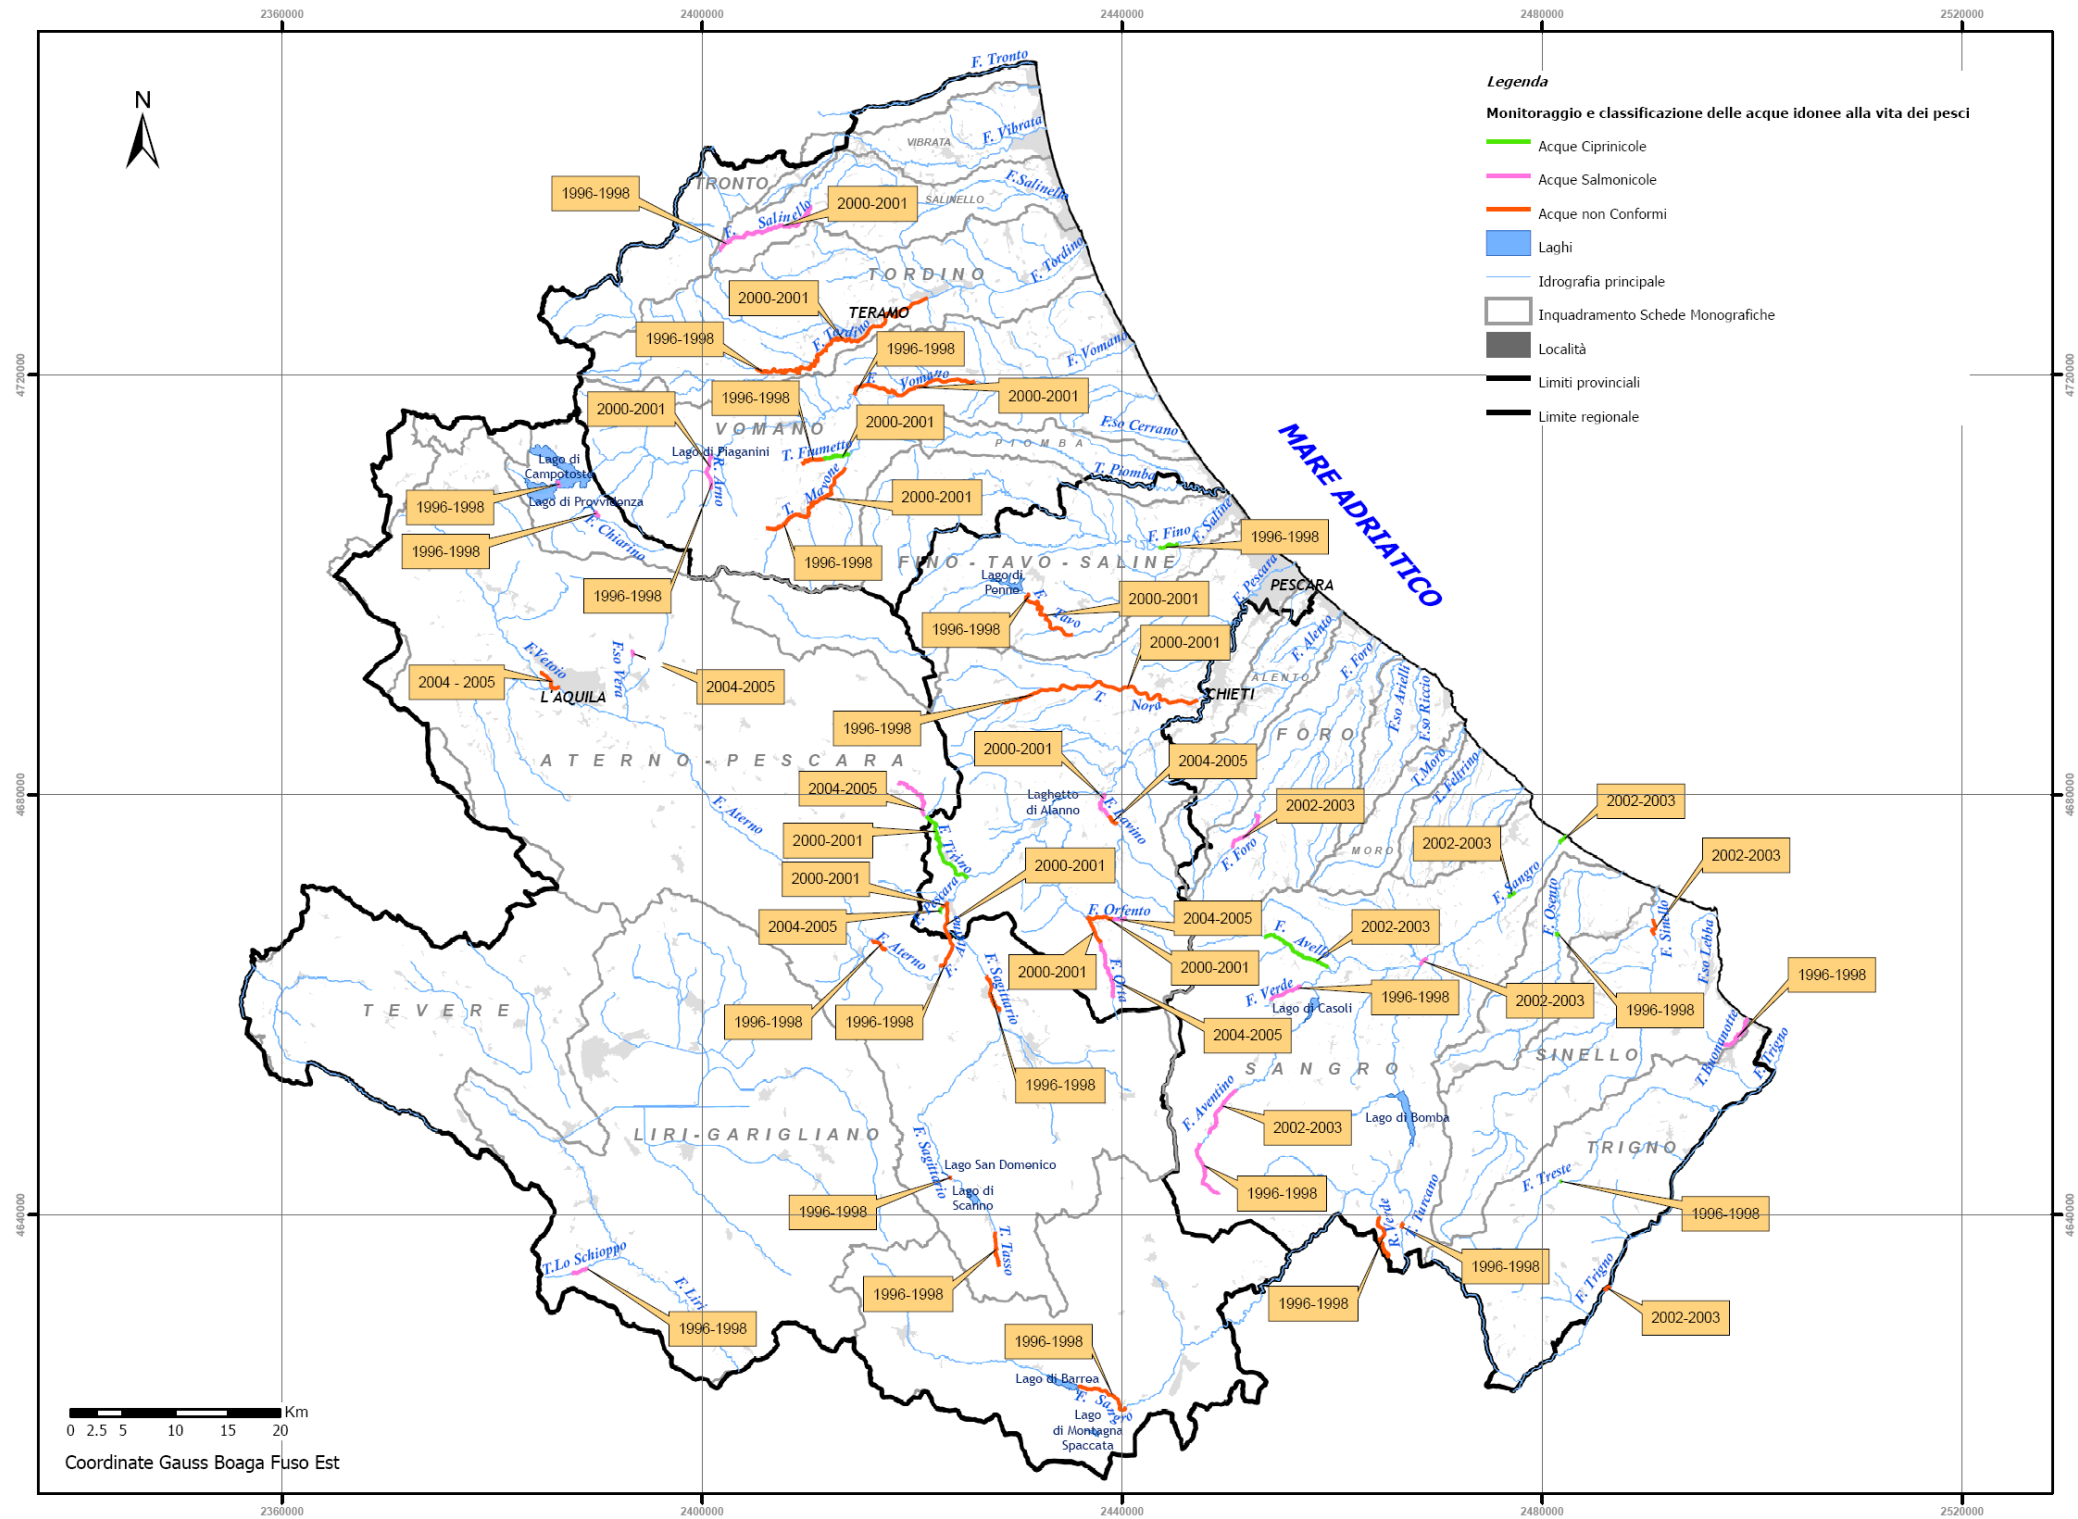 2360000
2400000
2440000
2480000
2520000
N
Legenda
Monitoraggio e classificazione delle acque idonee alla vita dei pesci
Acque Ciprinicole
Acque Salmonicole
Acque non Conformi
Laghi
Idrografia principale
Inquadramento Schede Monografiche
Località
Limiti provinciali
Limite regionale
F. Tronto
F. Vibrata
VIBRATA
TRONTO
1996-1998
F. Salinello
2000-2001
SALINELLO
F.Salinello
TORDINO
F. Tordino
2000-2001
TERAMO
F. Tordino
1996-1998
1996-1998
F. Vomano
F. Vomano
4720000
4720000
2000-2001
1996-1998
2000-2001
2000-2001
VOMANO
PIOMBA
F.so Cerrano
MARE ADRIATICO
Lago di Piaganini
T. Fiumetto
R. Arno
T. Piomba
Lago di
Campotosto
Lago di Provvidenza
T. Mavone
2000-2001
1996-1998
F. Chiarino
1996-1998
F. Fino
F. Saline
1996-1998
1996-1998
FINO - TAVO - SALINE
Lago di
Penne
F. Pescara
PESCARA
1996-1998
F. Tavo
2000-2001
1996-1998
2000-2001
F. Alento
F. Foro
F.Vetoio
F.so Vera
2004 - 2005
2004-2005
L'AQUILA
ALENTO
CHIETI
F.so Arielli
F.so Riccio
T. Nora
1996-1998
FORO
2000-2001
2004-2005
ATERNO-PESCARA
T.Moro
T. Feltrino
2004-2005
4680000
4680000
Laghetto
di Alanno
F. Lavino
2002-2003
2002-2003
F. Aterno
2000-2001
F. Tirino
F. Foro
MORO
2002-2003
2002-2003
2000-2001
2000-2001
F. Pescara
F. Sangro
2004-2005
F. Orfento
2004-2005
F. Avello
2002-2003
F. Osento
F. Sinello
F.so Lebba
F. Aterno
F. Sagittario
2000-2001
F. Orta
2000-2001
F. Verde
1996-1998
2002-2003
1996-1998
1996-1998
Lago di Casoli
TEVERE
1996-1998
1996-1998
2004-2005
T.Buonanotte
F. Trigno
SINELLO
SANGRO
1996-1998
F. Aventino
2002-2003
Lago di Bomba
LIRI-GARIGLIANO
TRIGNO
F. Sagittario
Lago San Domenico
Lago di
Scanno
1996-1998
1996-1998
F. Treste
1996-1998
R. Verde
T. Turcano
4640000
4640000
T. Tasso
T.Lo Schioppo
F. Liri
1996-1998
1996-1998
1996-1998
F. Trigno
2002-2003
1996-1998
1996-1998
Lago di Barrea
F. Sangro
Lago
di Montagna
Spaccata
Km
0 2.5 5 10 15 20
Coordinate Gauss Boaga Fuso Est
2360000
2400000
2440000
2480000
2520000